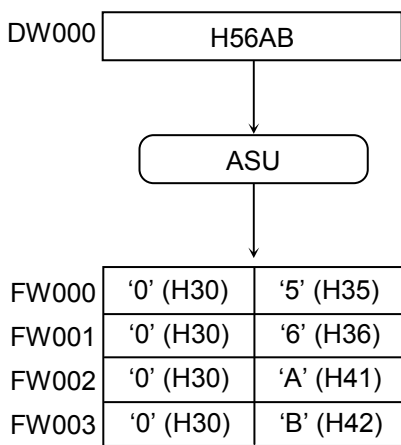 DW000 H56AB
ASU
FW000 ‘0’ (H30) ‘5’ (H35)
FW001 ‘0’ (H30) ‘6’ (H36)
FW002 ‘0’ (H30) ‘A’ (H41)
FW003 ‘0’ (H30) ‘B’ (H42)